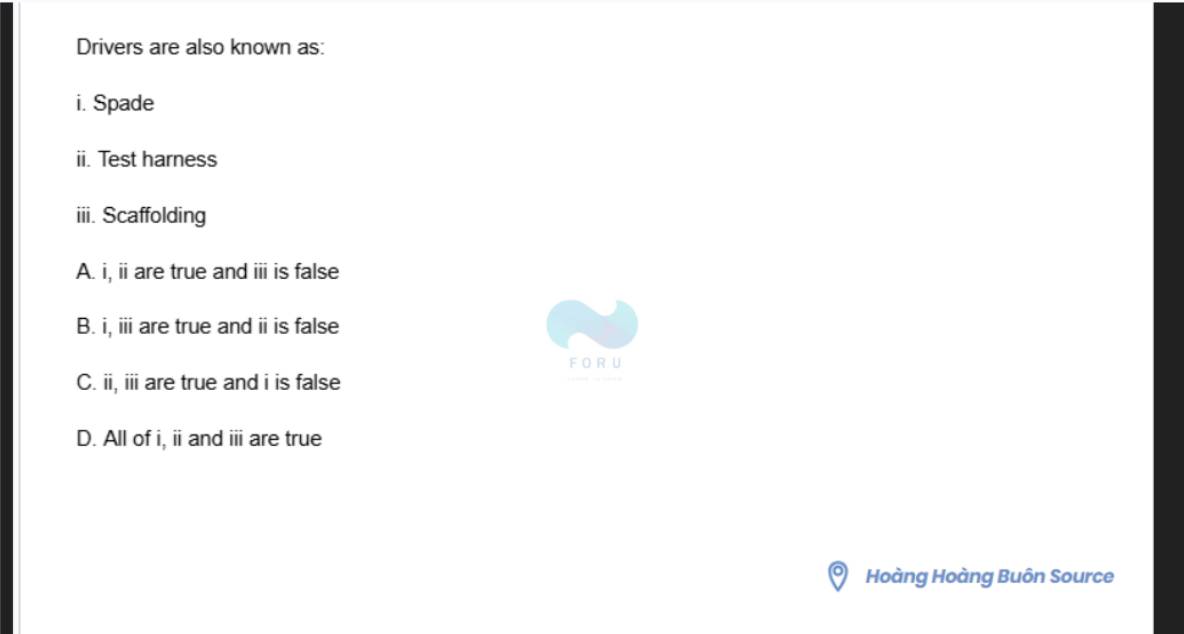 Drivers are also known as:
i. Spade
ii. Test harness
iii. Scaffolding
A. i, ii are true and iii is false
B. i, iii are true and ii is false
FORU
C. ii, iii are true and i is false
D. All of i, ii and iii are true
Hoàng Hoàng Buôn Source